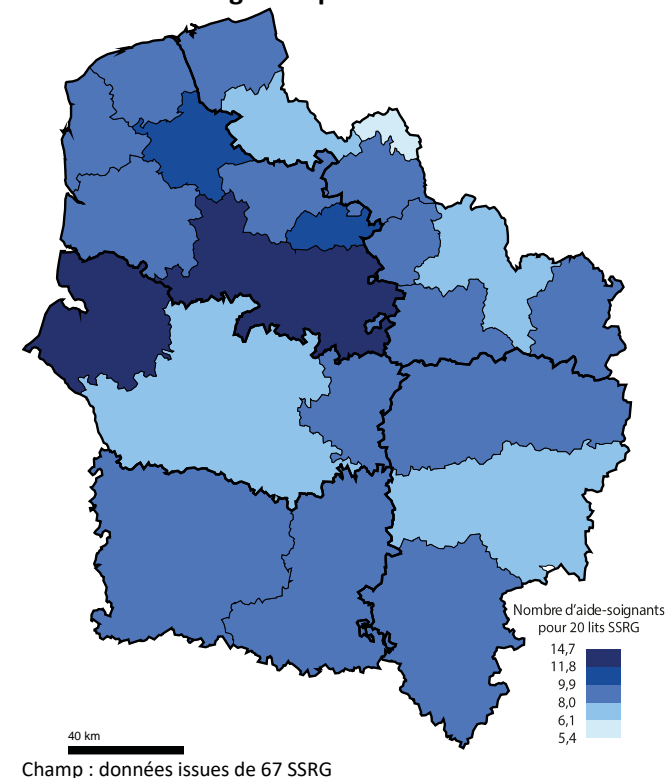 Nombre d'aide-soignants
pour 20 lits SSRG
14,7
11,8
9,9
8,0
6,1
5,4
40 km
Champ : données issues de 67 SSRG